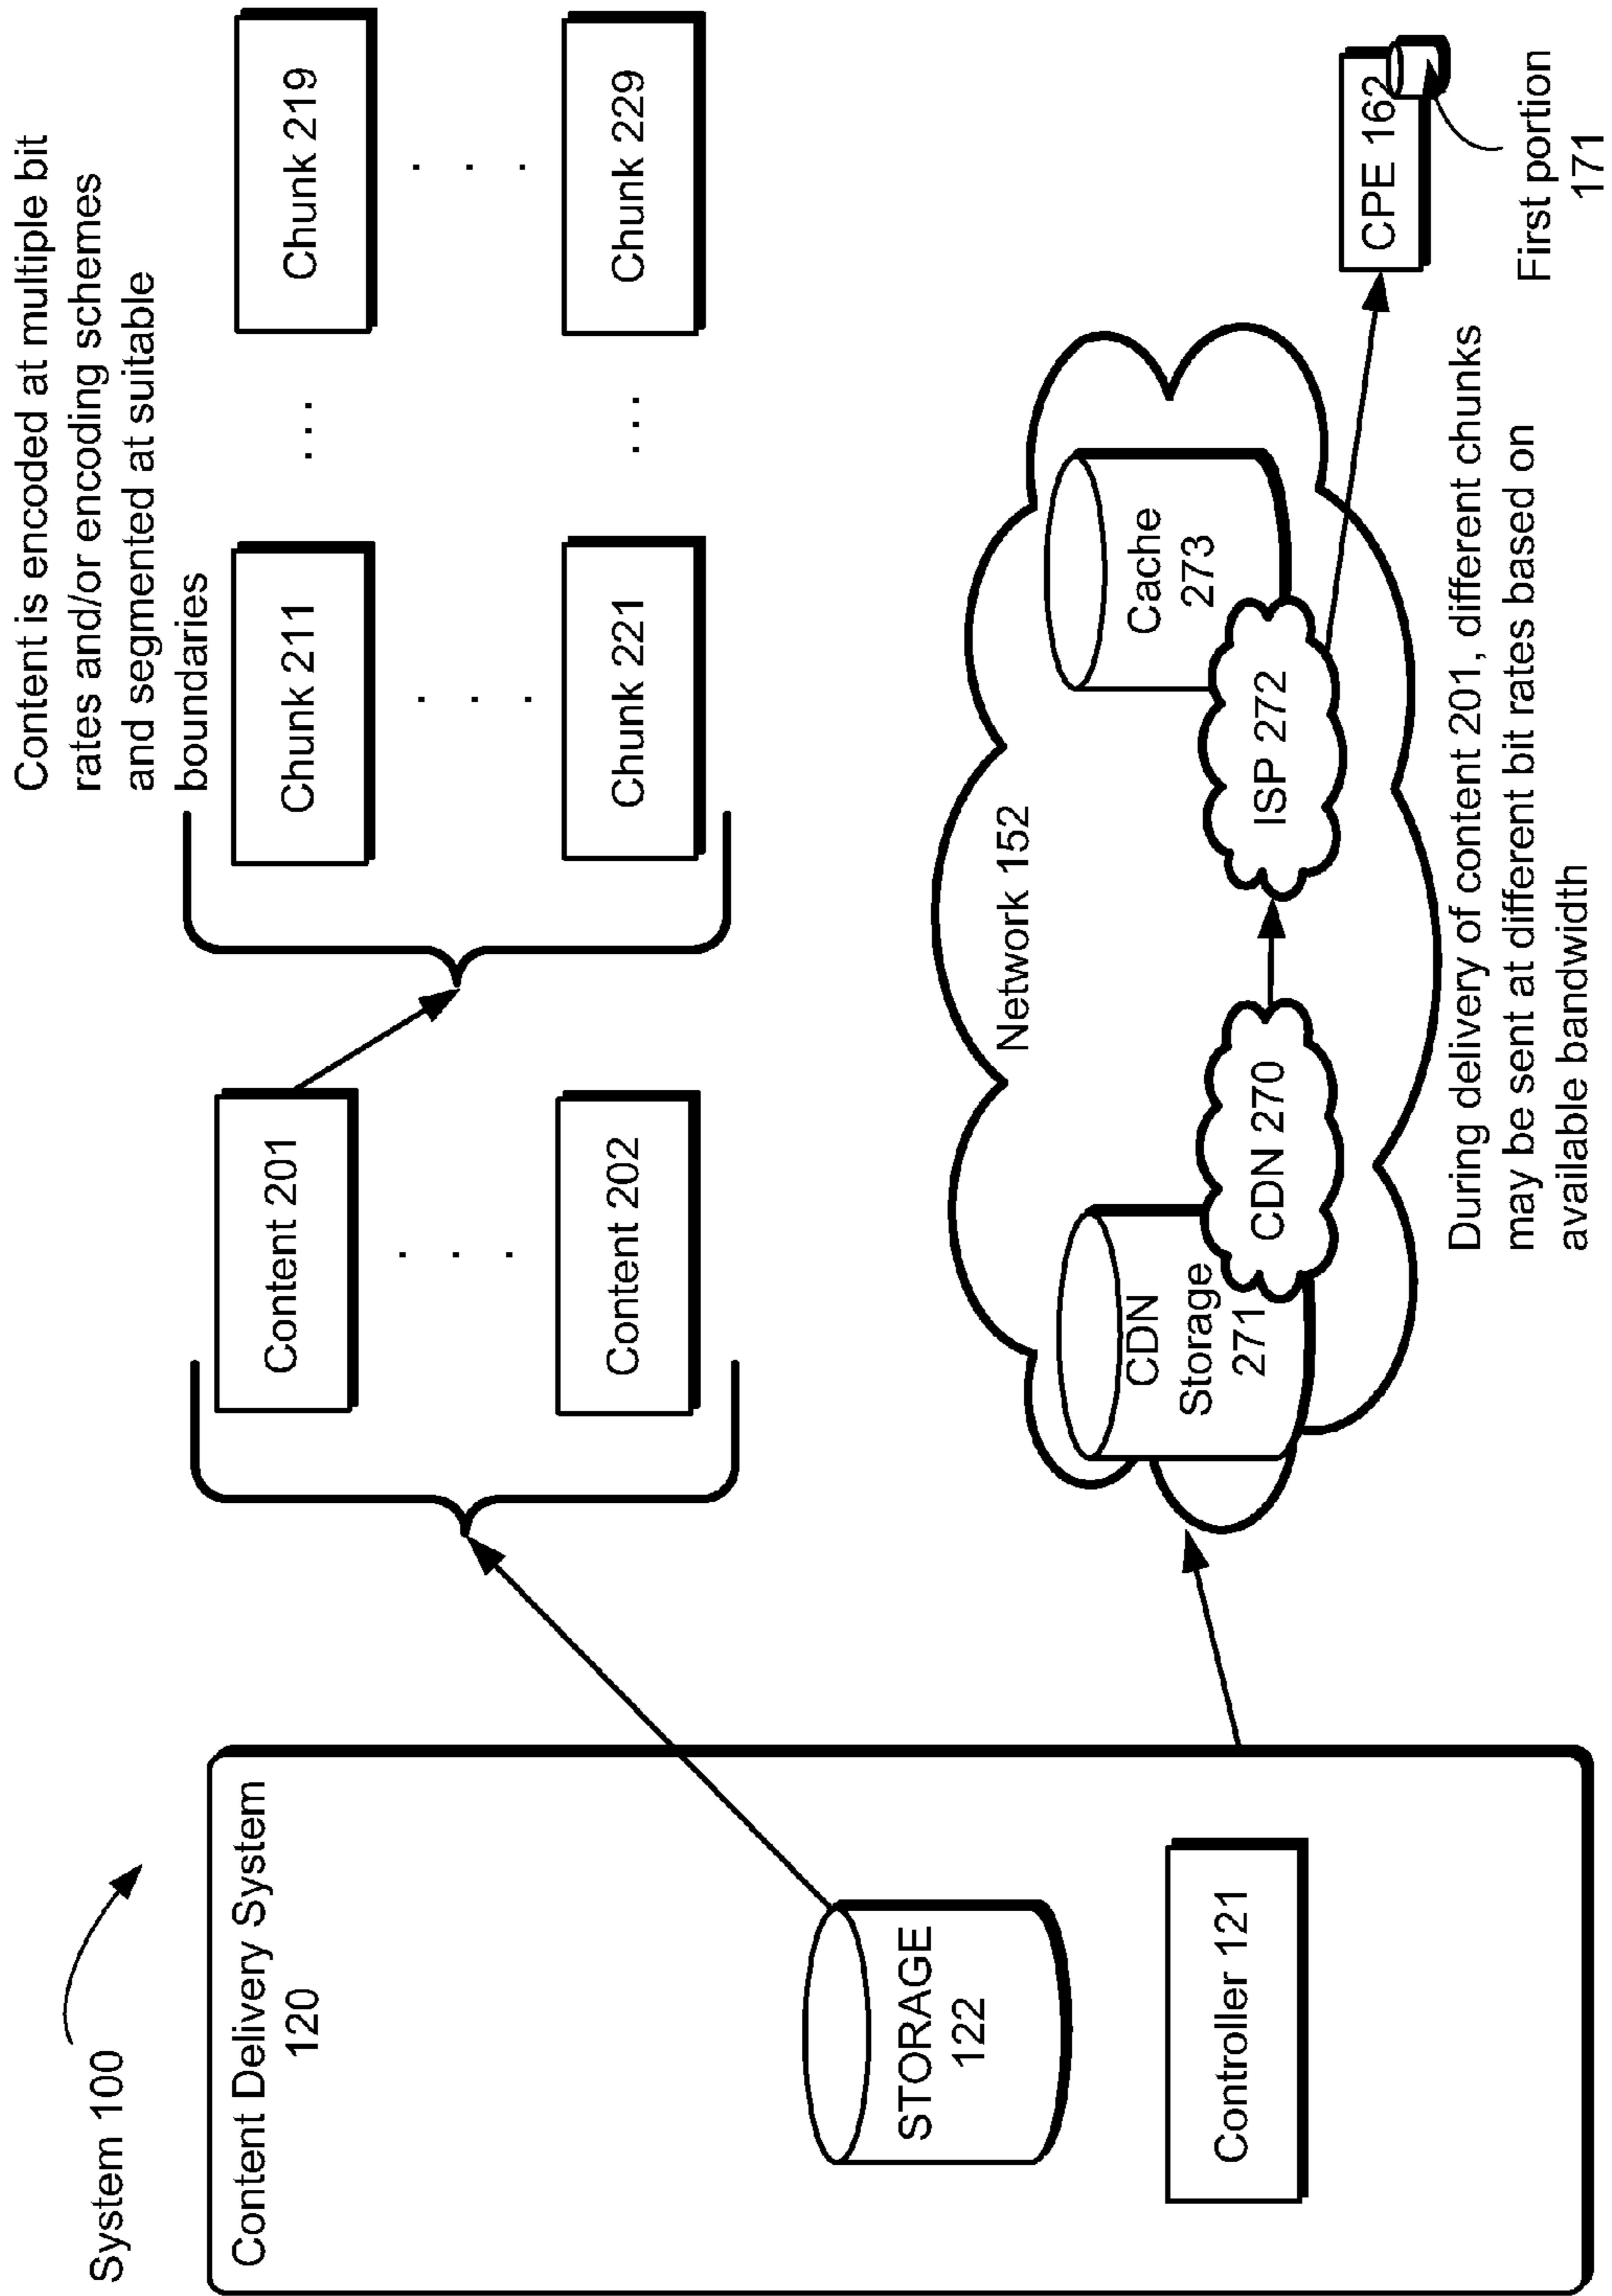 System 100
Content Delivery System
120
STORAGE
122
Controller 121
Content 201
. . .
Content 202
Content is encoded at multiple bit
rates and/or encoding schemes
and segmented at suitable
boundaries
Chunk 211
...
Chunk 219
. . .
. . .
Chunk 221
...
Chunk 229
Network 152
CDN
Storage
271
CDN 270
ISP 272
Cache
273
CPE 162
First portion
171
During delivery of content 201, different chunks
may be sent at different bit rates based on
available bandwidth